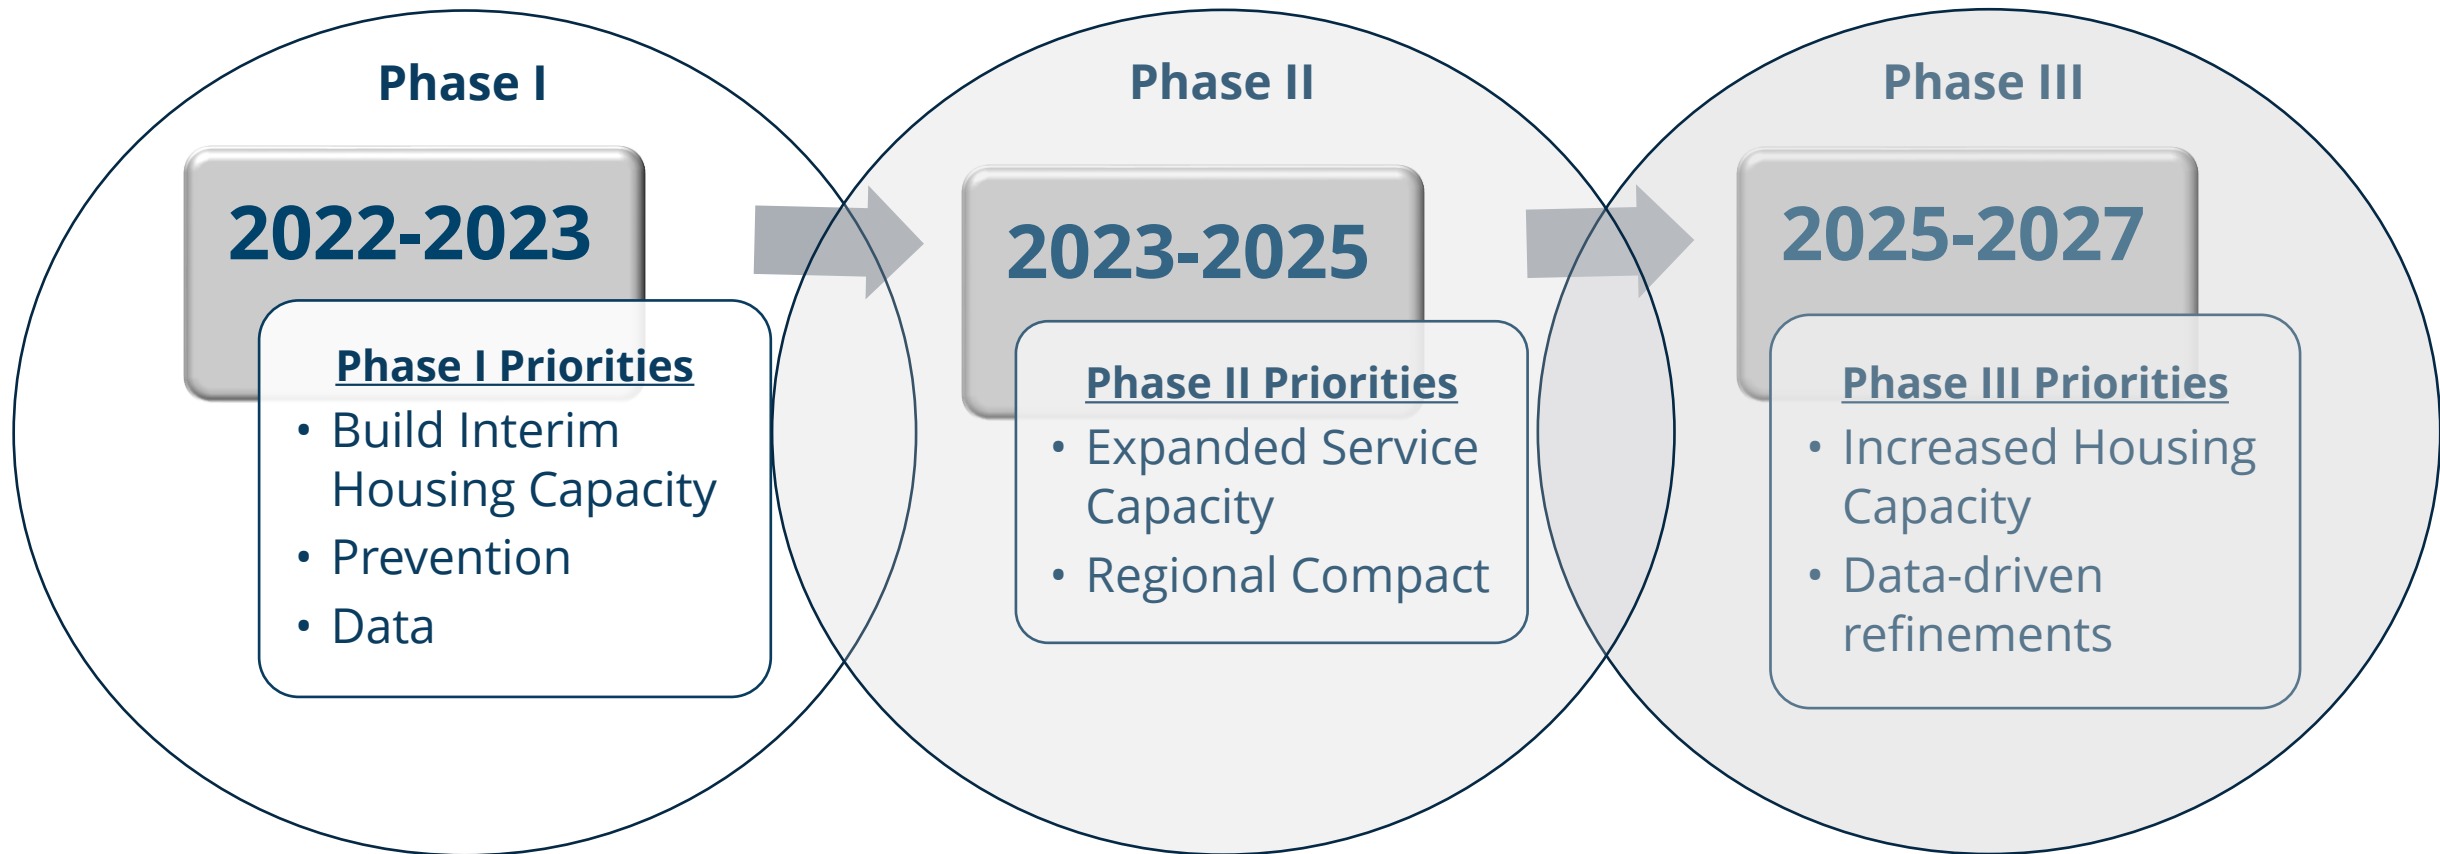 Phase I
2022-2023
Phase I Priorities
• Build Interim
Housing Capacity
• Prevention
• Data
Phase II
2023-2025
Phase II Priorities
• Expanded Service
Capacity
• Regional Compact
Phase III
2025-2027
Phase III Priorities
• Increased Housing
Capacity
• Data-driven
refinements